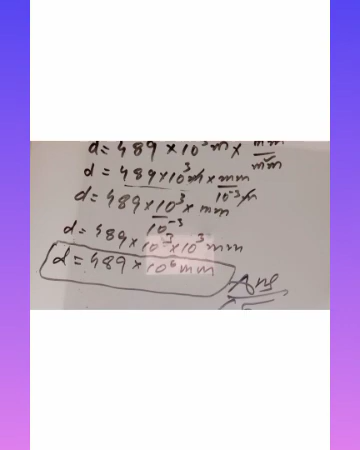 d = 489 × 10³ m × mm/mm
d = 489×10³ m × mm/10⁻³ m
d = 489×10³/10⁻³ × mm
d = 489 × 10³ × 10³ mm
d = 489 × 10⁶ mm
Ans